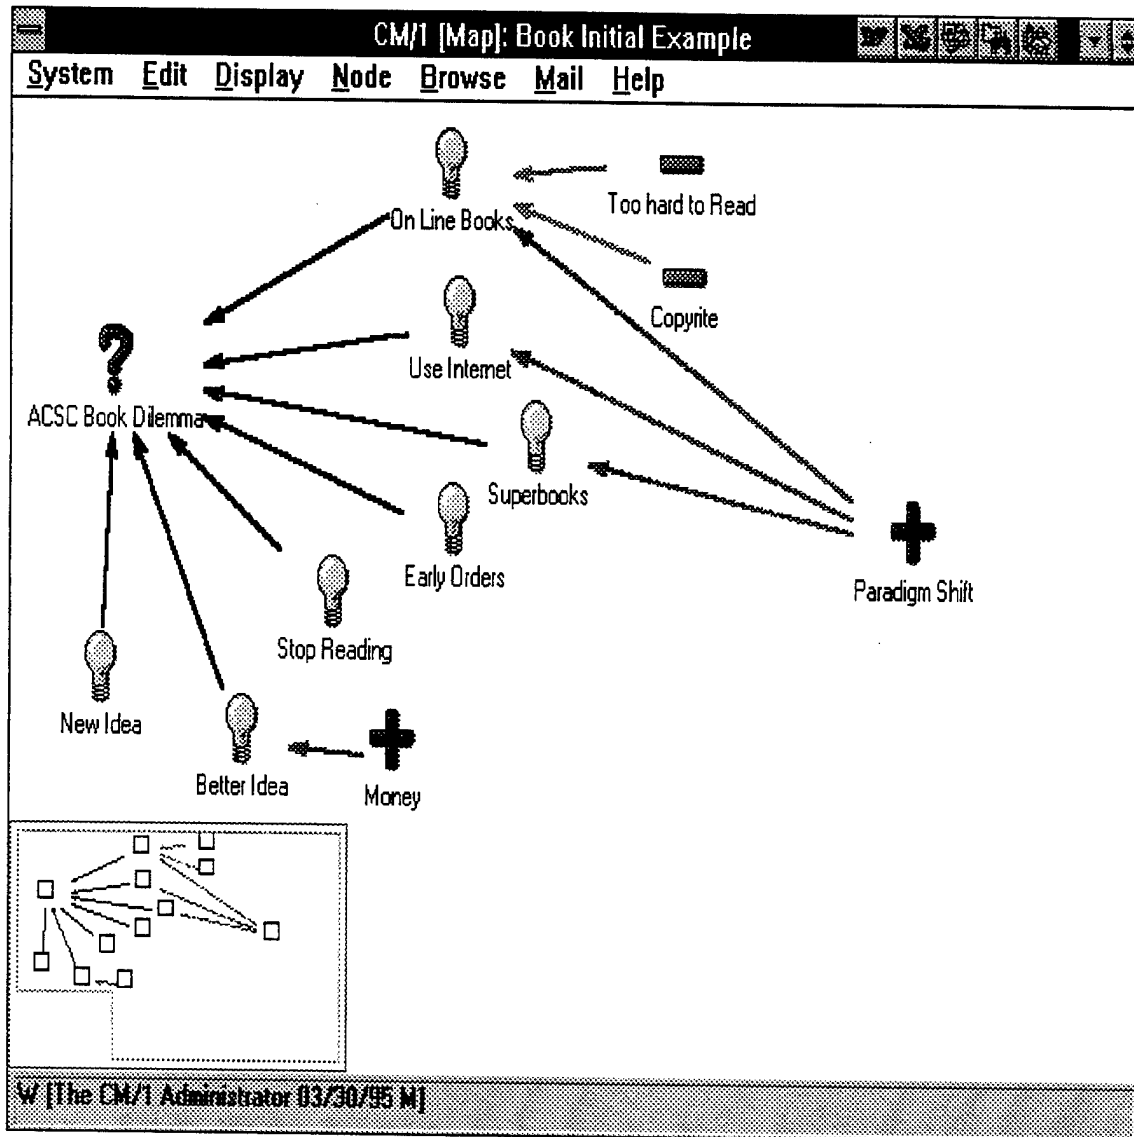 CM/1 [Map]: Book Initial Example
System Edit Display Node Browse Mail Help
On Line Books
Too hard to Read
Copyrite
Use Internet
ACSC Book Dilemma
Superbooks
Early Orders
Paradigm Shift
Stop Reading
New Idea
Better Idea
Money
W [The CM/1 Administrator 03/30/95 M]